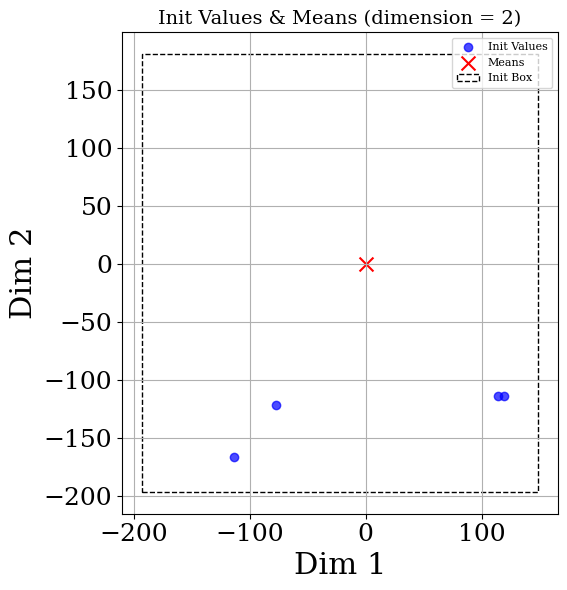 Init Values & Means (dimension = 2)
Init Values
Means
Init Box
150
100
50
0
−50
−100
−150
−200
Dim 2
−200
−100
0
100
Dim 1